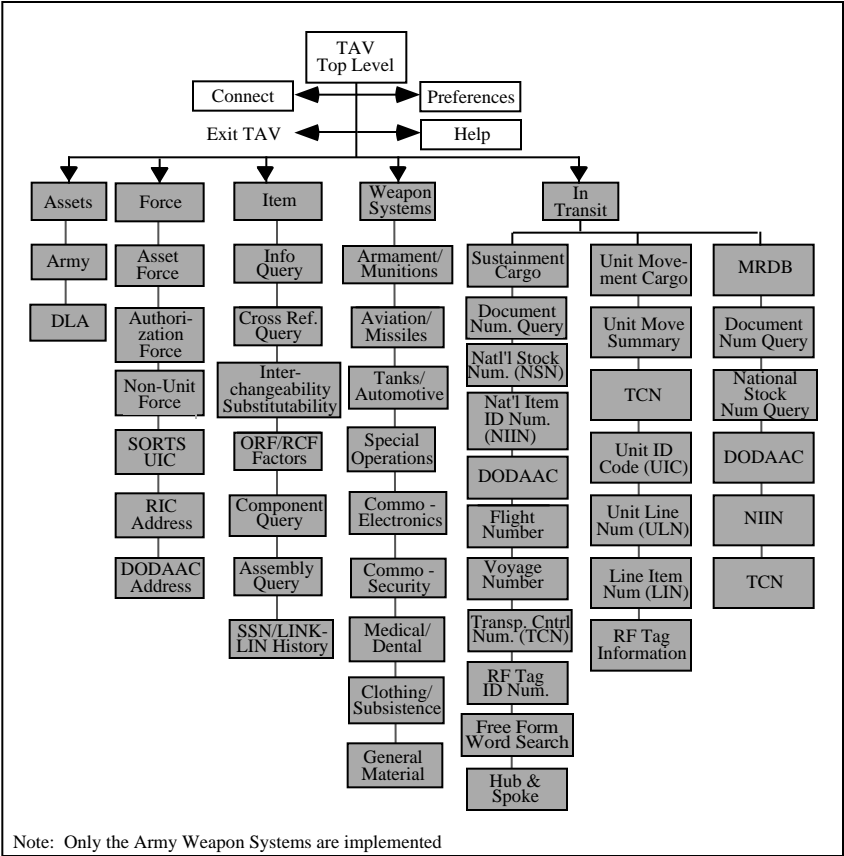 TAV
Top Level
Connect
Preferences
Exit TAV
Help
Assets
Army
DLA
Force
Asset
Force
Authori-
zation
Force
Non-Unit
Force
SORTS
UIC
RIC
Address
DODAAC
Address
Item
Info
Query
Cross Ref.
Query
Inter-
changeability
Substitutability
ORF/RCF
Factors
Component
Query
Assembly
Query
SSN/LINK-
LIN History
Weapon
Systems
Armament/
Munitions
Aviation/
Missiles
Tanks/
Automotive
Special
Operations
Commo -
Electronics
Commo -
Security
Medical/
Dental
Clothing/
Subsistence
General
Material
In
Transit
Sustainment
Cargo
Document
Num. Query
Natl'l Stock
Num. (NSN)
Nat'l Item
ID Num.
(NIIN)
DODAAC
Flight
Number
Voyage
Number
Transp. Cntrl
Num. (TCN)
RF Tag
ID Num.
Free Form
Word Search
Hub &
Spoke
Unit Move-
ment Cargo
Unit Move
Summary
TCN
Unit ID
Code (UIC)
Unit Line
Num (ULN)
Line Item
Num (LIN)
RF Tag
Information
MRDB
Document
Num Query
National
Stock
Num Query
DODAAC
NIIN
TCN
Note: Only the Army Weapon Systems are implemented